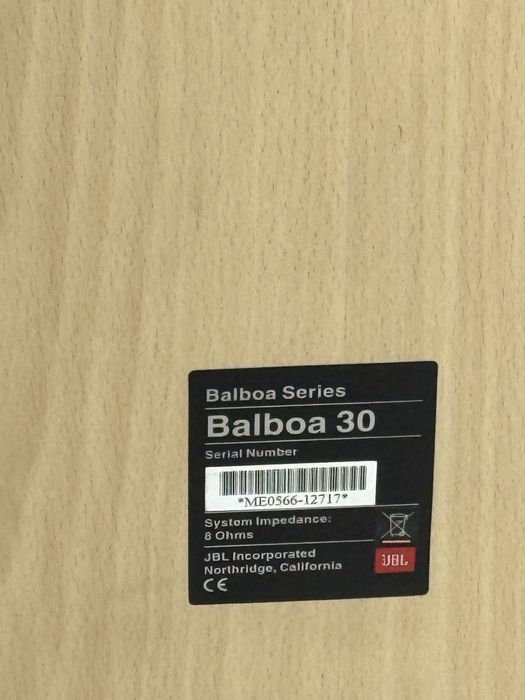 Balboa Series
Balboa 30
Serial Number
*ME0566-12717*
System Impedance:
8 Ohms
JBL Incorporated
Northridge, California
JBL
CE